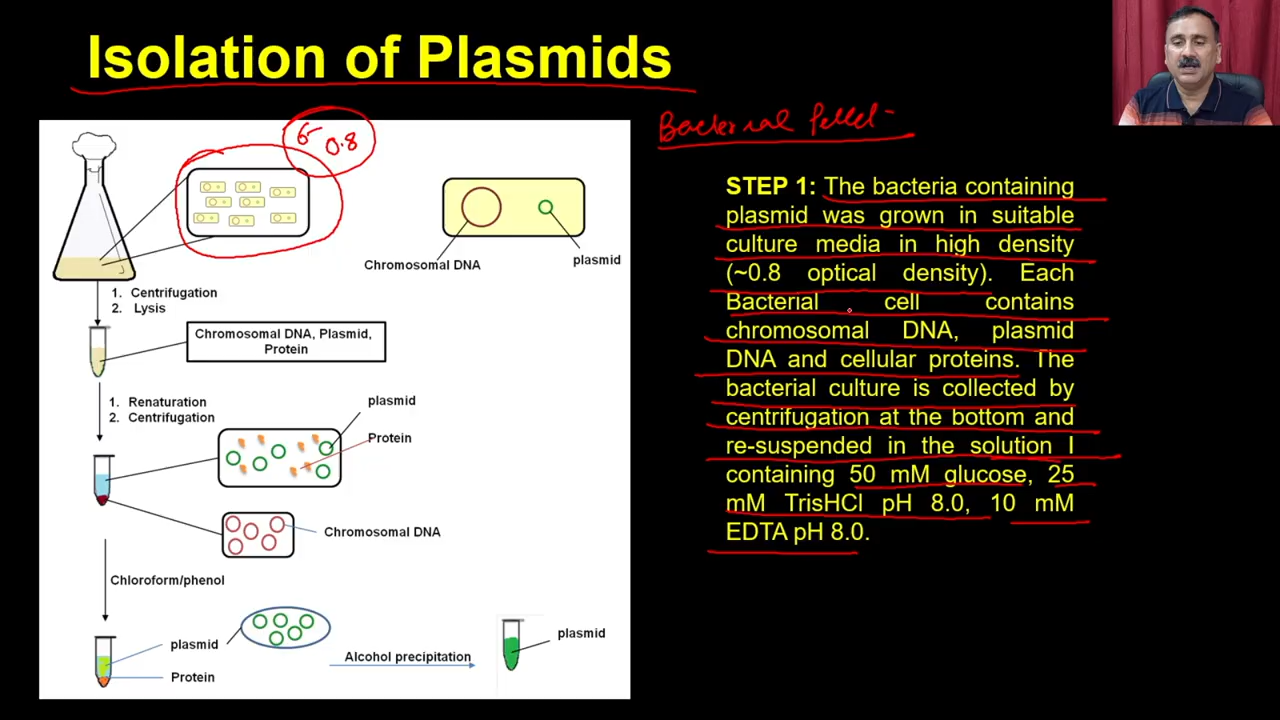 Isolation of Plasmids
Bacterial Pellet-
0.8
STEP 1: The bacteria containing
plasmid was grown in suitable
culture media in high density
(~0.8 optical density). Each
Bacterial cell contains
chromosomal DNA, plasmid
DNA and cellular proteins. The
bacterial culture is collected by
centrifugation at the bottom and
re-suspended in the solution I
containing 50 mM glucose, 25
mM TrisHCl pH 8.0, 10 mM
EDTA pH 8.0.
Chromosomal DNA
plasmid
1. Centrifugation
2. Lysis
Chromosomal DNA, Plasmid,
Protein
1. Renaturation
2. Centrifugation
plasmid
Protein
Chromosomal DNA
Chloroform/phenol
plasmid
Protein
Alcohol precipitation
plasmid